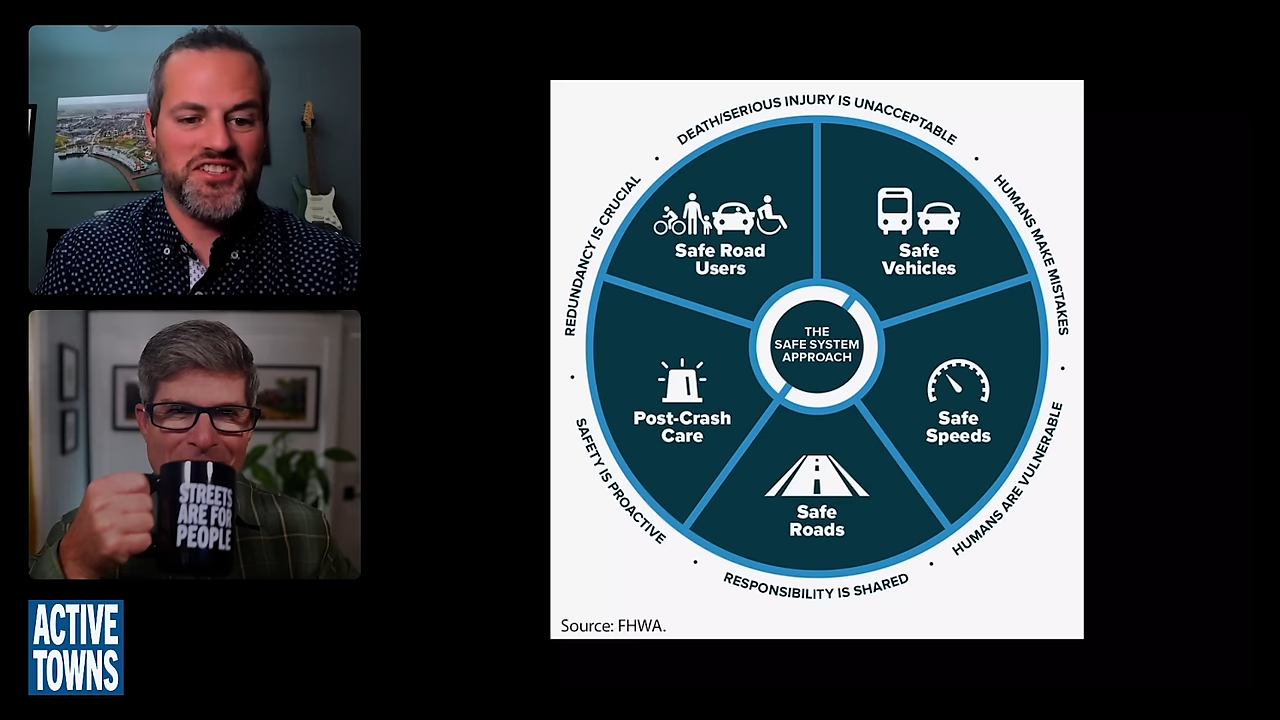 STREETS
ARE FOR
PEOPLE
ACTIVE
TOWNS
DEATH/SERIOUS INJURY IS UNACCEPTABLE
HUMANS MAKE MISTAKES
HUMANS ARE VULNERABLE
RESPONSIBILITY IS SHARED
SAFETY IS PROACTIVE
REDUNDANCY IS CRUCIAL
Safe Road
Users
Safe
Vehicles
THE
SAFE SYSTEM
APPROACH
Post-Crash
Care
Safe
Speeds
Safe
Roads
Source: FHWA.